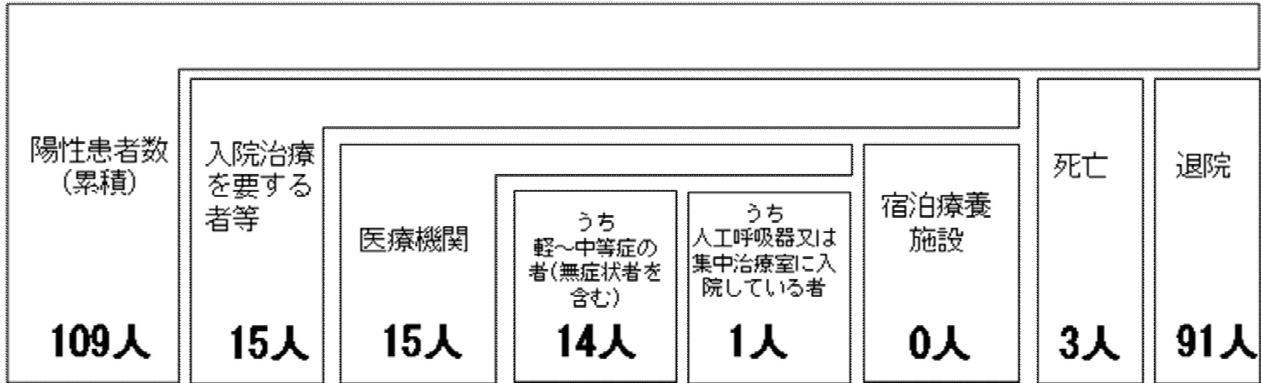 陽性患者数
(累積)
109人
入院治療
を要する
者等
15人
医療機関
15人
うち
軽～中等症の
者(無症状者を
含む)
14人
うち
人工呼吸器又は
集中治療室に入
院している者
1人
宿泊療養
施設
0人
死亡
3人
退院
91人